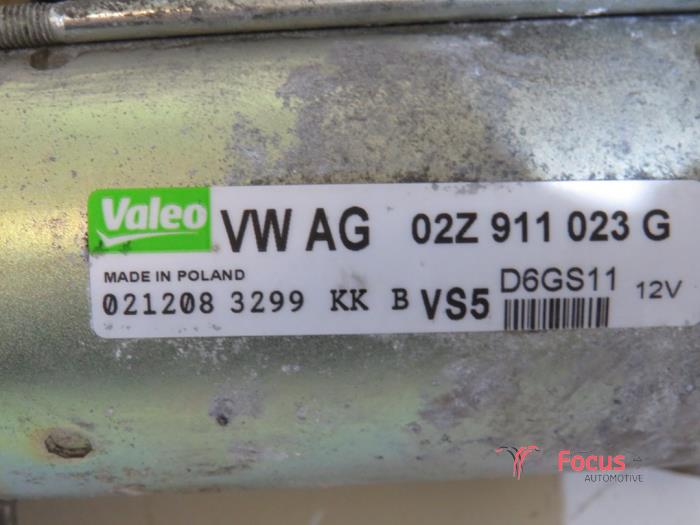 Valeo VW AG 02Z 911 023 G
MADE IN POLAND
021208 3299 KK B VS5 D6GS11 12V
Focus
AUTOMOTIVE